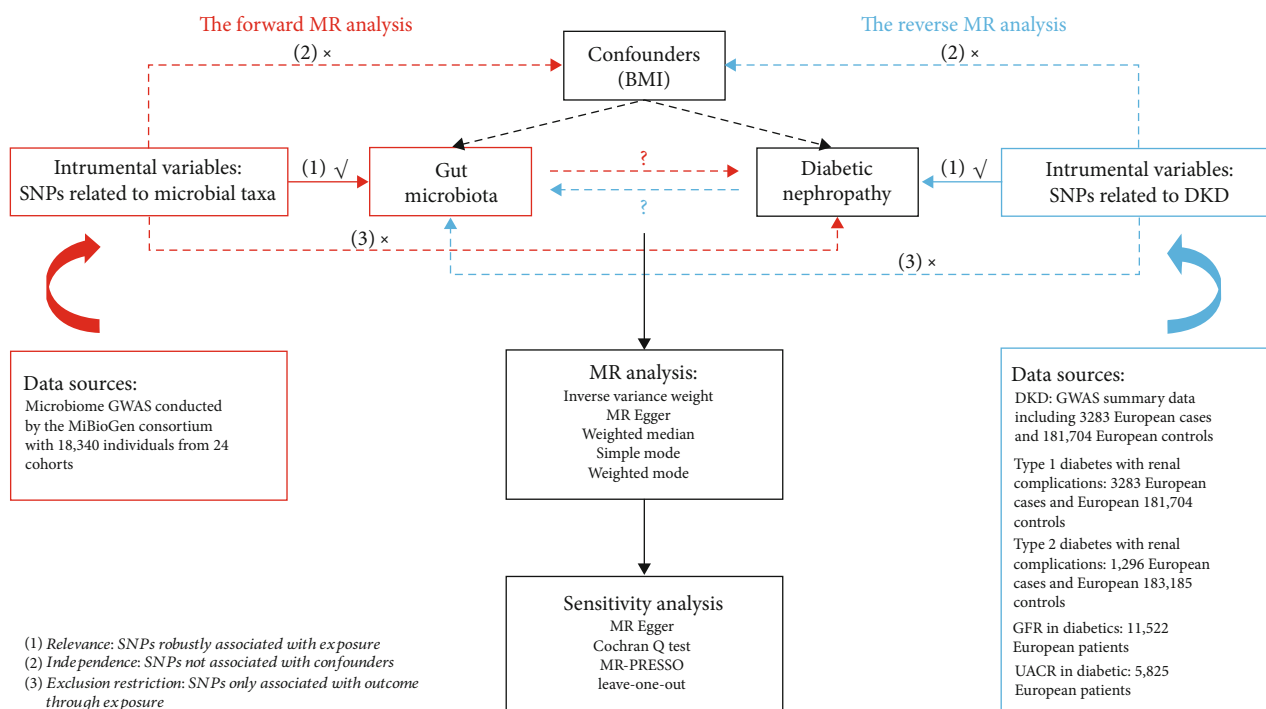 The forward MR analysis
The reverse MR analysis
(2) ×
(2) ×
Confounders
(BMI)
Intrumental variables:
SNPs related to microbial taxa
(1) √
Gut
microbiota
?
?
Diabetic
nephropathy
(1) √
Intrumental variables:
SNPs related to DKD
(3) ×
(3) ×
Data sources:
Microbiome GWAS conducted
by the MiBioGen consortium
with 18,340 individuals from 24
cohorts
MR analysis:
Inverse variance weight
MR Egger
Weighted median
Simple mode
Weighted mode
Sensitivity analysis
MR Egger
Cochran Q test
MR-PRESSO
leave-one-out
Data sources:
DKD: GWAS summary data
including 3283 European cases
and 181,704 European controls
Type 1 diabetes with renal
complications: 3283 European
cases and European 181,704
controls
Type 2 diabetes with renal
complications: 1,296 European
cases and European 183,185
controls
GFR in diabetics: 11,522
European patients
UACR in diabetic: 5,825
European patients
(1) Relevance: SNPs robustly associated with exposure
(2) Independence: SNPs not associated with confounders
(3) Exclusion restriction: SNPs only associated with outcome
through exposure